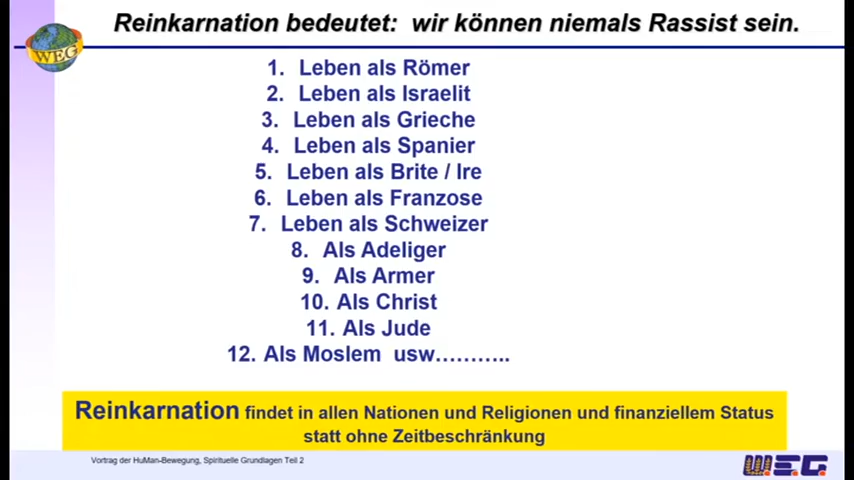 Reinkarnation bedeutet: wir können niemals Rassist sein.
WEG
1. Leben als Römer
2. Leben als Israelit
3. Leben als Grieche
4. Leben als Spanier
5. Leben als Brite / Ire
6. Leben als Franzose
7. Leben als Schweizer
8. Als Adeliger
9. Als Armer
10. Als Christ
11. Als Jude
12. Als Moslem usw………..
Reinkarnation findet in allen Nationen und Religionen und finanziellem Status
statt ohne Zeitbeschränkung
Vortrag der HuMan-Bewegung, Spirituelle Grundlagen Teil 2
W.E.G.